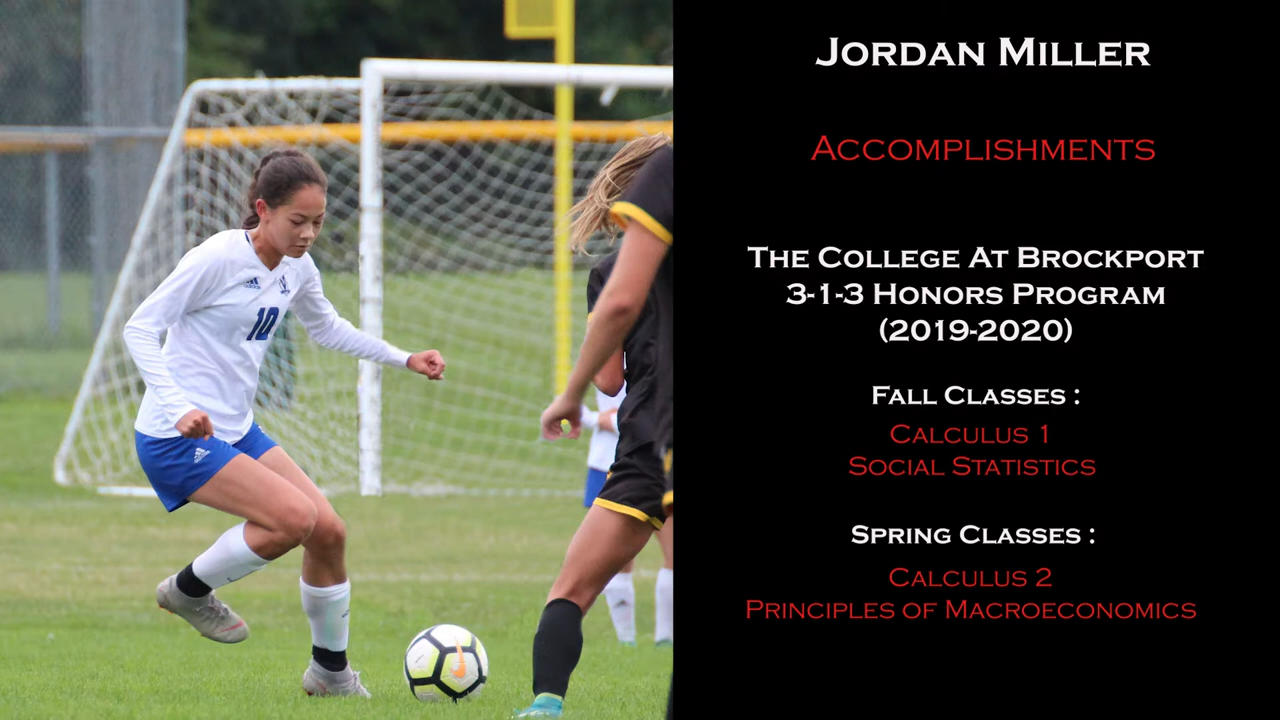 Jordan Miller
Accomplishments
The College At Brockport
3-1-3 Honors Program
(2019-2020)
Fall Classes :
Calculus 1
Social Statistics
Spring Classes :
Calculus 2
Principles of Macroeconomics
adidas
10